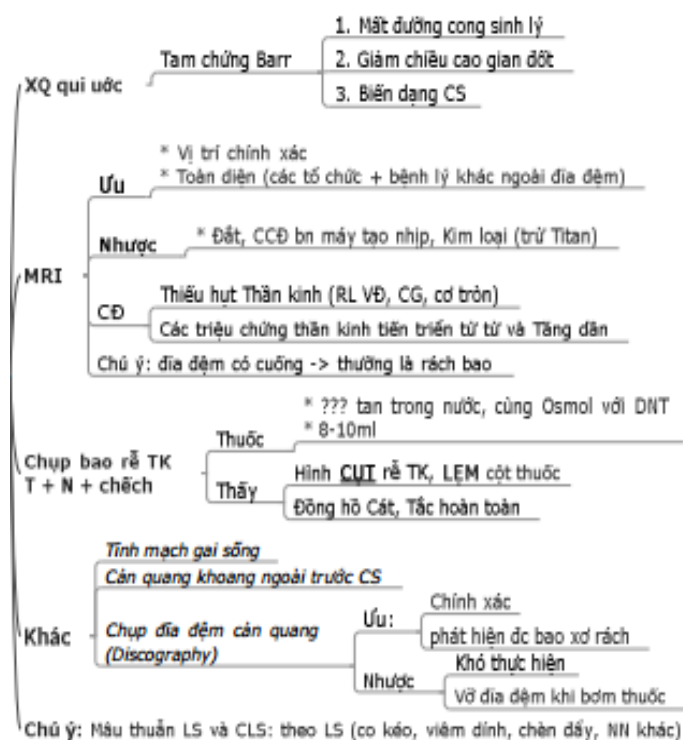 XQ qui uớc
Tam chứng Barr
1. Mất đường cong sinh lý
2. Giảm chiều cao gian đốt
3. Biến dạng CS
MRI
Ưu
* Vị trí chính xác
* Toàn diện (các tổ chức + bệnh lý khác ngoài đĩa đệm)
Nhược
* Đắt, CCĐ bn máy tạo nhịp, Kim loại (trừ Titan)
CĐ
Thiếu hụt Thần kinh (RL VĐ, CG, cơ tròn)
Các triệu chứng thần kinh tiến triển từ từ và Tăng dần
Chú ý: đĩa đệm có cuống -> thường là rách bao
Chụp bao rễ TK
T + N + chếch
Thuốc
* ??? tan trong nước, cùng Osmol với DNT
* 8-10ml
Thấy
Hình CỤT rễ TK, LẸM cột thuốc
Đồng hồ Cát, Tắc hoàn toàn
Khác
Tĩnh mạch gai sống
Cản quang khoang ngoài trước CS
Chụp đĩa đệm cản quang
(Discography)
Ưu:
Chính xác
phát hiện đc bao xơ rách
Nhược
Khó thực hiện
Vỡ đĩa đệm khi bơm thuốc
Chú ý: Mâu thuẫn LS và CLS: theo LS (co kéo, viêm dính, chèn đẩy, NN khác)